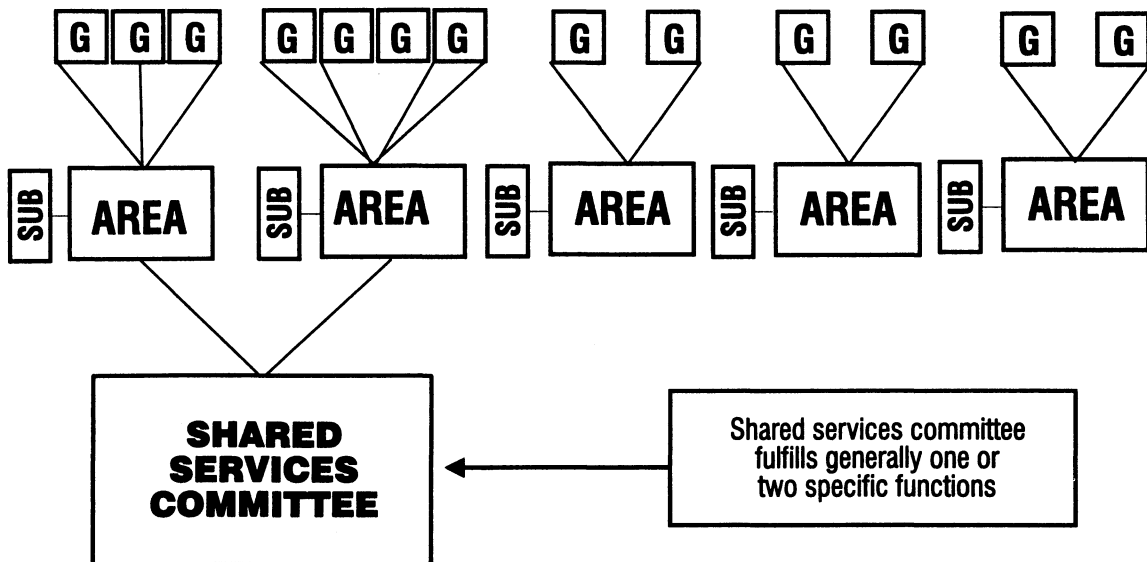 G G G G G G G G G G G G G
SUB AREA SUB AREA SUB AREA SUB AREA SUB AREA
SHARED
SERVICES
COMMITTEE
Shared services committee
fulfills generally one or
two specific functions